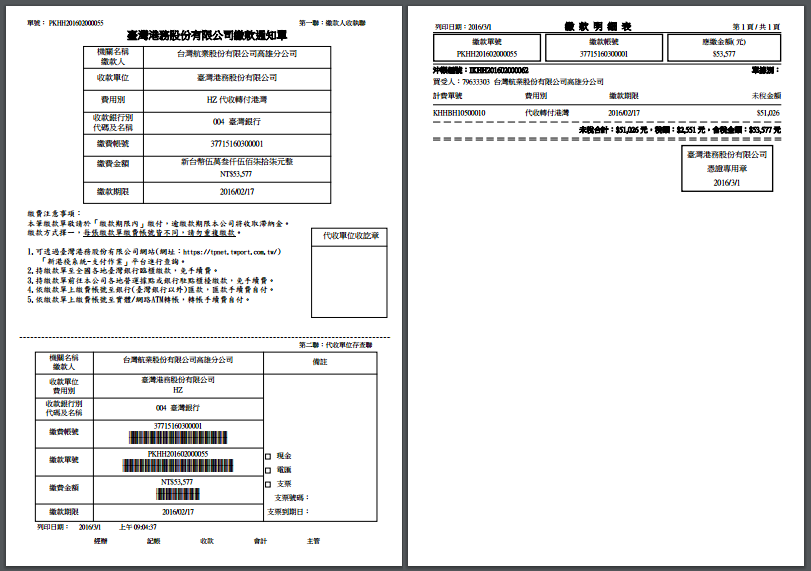 單號： PKHH201602000055
第一聯：繳款人收執聯
臺灣港務股份有限公司繳款通知單
機關名稱
繳款人
台灣航業股份有限公司高雄分公司
收款單位
臺灣港務股份有限公司
費用別
HZ 代收轉付港灣
收款銀行別
代碼及名稱
004 臺灣銀行
繳費帳號
37715160300001
繳費金額
新台幣伍萬叁仟伍佰柒拾柒元整
NT$53,577
繳款期限
2016/02/17
繳費注意事項：
本筆繳款單敬請於「繳款期限內」繳付，逾繳款期限本公司將收取滯納金。
繳款方式擇一，每張繳款單繳費帳號皆不同，請勿重複繳款。
1.可透過臺灣港務股份有限公司網站(網址：https://tpnet.twport.com.tw/)
「新港棧系統-支付作業」平台進行查詢。
2.持繳款單至全國各地臺灣銀行臨櫃繳款，免手續費。
3.持繳款單前往本公司各地營運據點或銀行駐點櫃檯繳款，免手續費。
4.依繳款單上繳費帳號至銀行(臺灣銀行以外)匯款，匯款手續費自付。
5.依繳款單上繳費帳號至實體/網路ATM轉帳，轉帳手續費自付。
代收單位收訖章
第二聯：代收單位存查聯
機關名稱
繳款人
台灣航業股份有限公司高雄分公司
備註
收款單位
費用別
臺灣港務股份有限公司
HZ
收款銀行別
代碼及名稱
004 臺灣銀行
繳費帳號
37715160300001
繳款單號
PKHH201602000055
繳費金額
NT$53,577
繳款期限
2016/02/17
現金
電匯
支票
支票號碼：
支票到期日：
列印日期： 2016/3/1 上午 09:04:37
經辦 記帳 收款 會計 主管
列印日期：2016/3/1
繳 款 明 細 表
第 1 頁 / 共 1 頁
繳款單號
PKHH201602000055
繳款帳號
37715160300001
應繳金額(元)
$53,577
沖帳編號：IKHH201602000062
單據別：
買受人：79633303 台灣航業股份有限公司高雄分公司
計費單號 費用別 繳款期限 未稅金額
KHHBH10500010 代收轉付港灣 2016/02/17 $51,026
未稅合計：$51,026 元，稅額：$2,551 元，含稅金額：$53,577 元
臺灣港務股份有限公司
憑證專用章
2016/3/1